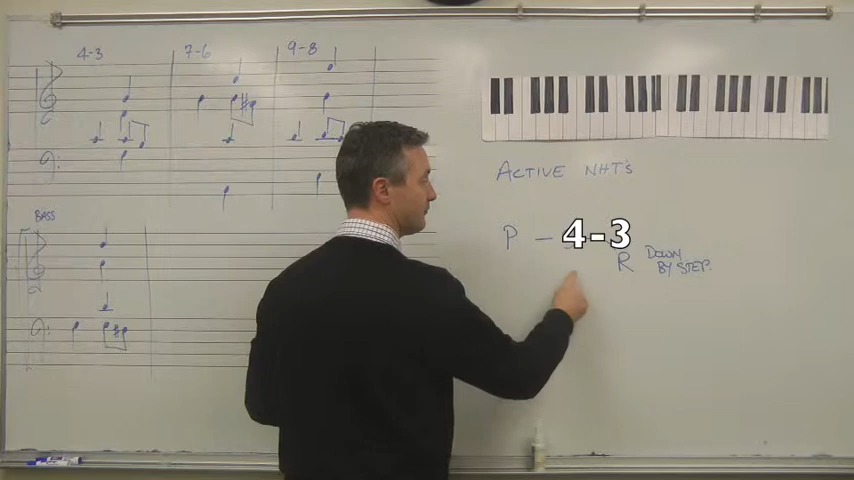 4-3 7-6 9-8
BASS
ACTIVE NHT'S
P – 4-3
R DOWN
BY STEP.